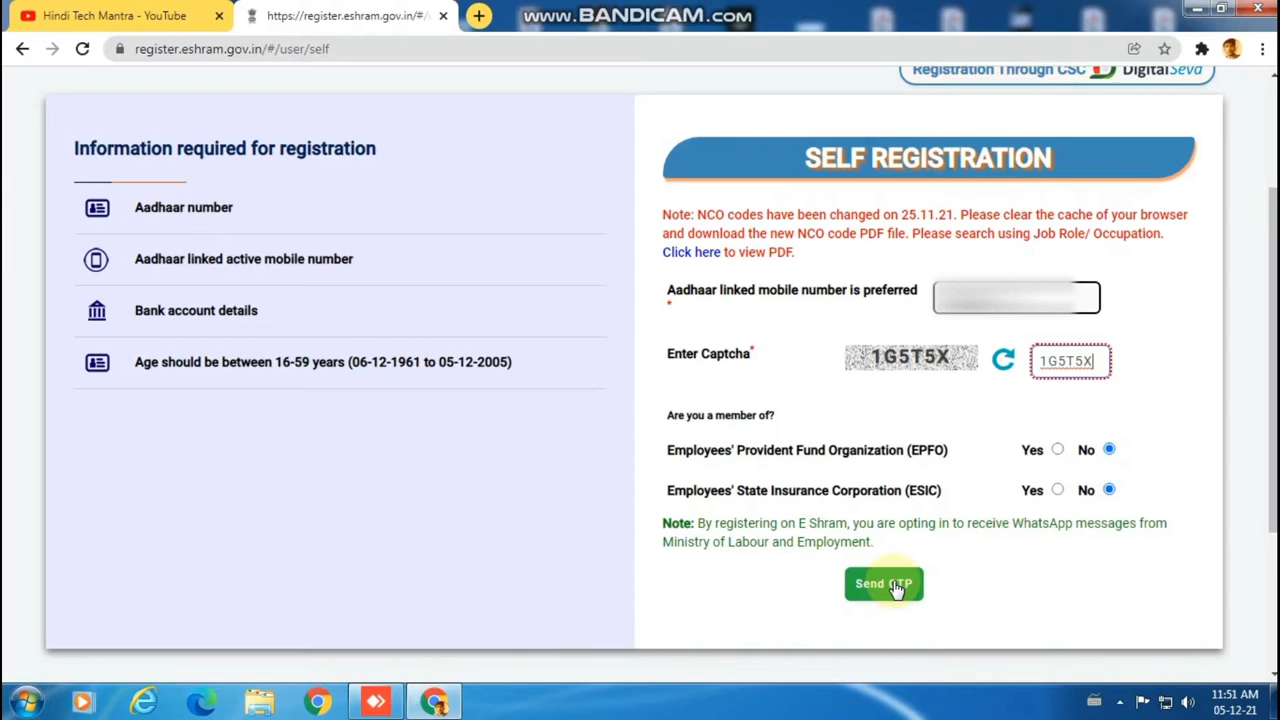 Hindi Tech Mantra - YouTube
https://register.eshram.gov.in/#/
www.BANDICAM.com
register.eshram.gov.in/#/user/self
Registration Through CSC DigitalSeva
Information required for registration
Aadhaar number
Aadhaar linked active mobile number
Bank account details
Age should be between 16-59 years (06-12-1961 to 05-12-2005)
SELF REGISTRATION
Note: NCO codes have been changed on 25.11.21. Please clear the cache of your browser
and download the new NCO code PDF file. Please search using Job Role/ Occupation.
Click here to view PDF.
Aadhaar linked mobile number is preferred
*
Enter Captcha* 1G5T5X 1G5T5X
Are you a member of?
Employees' Provident Fund Organization (EPFO) Yes No
Employees' State Insurance Corporation (ESIC) Yes No
Note: By registering on E Shram, you are opting in to receive WhatsApp messages from
Ministry of Labour and Employment.
Send OTP
11:51 AM
05-12-21